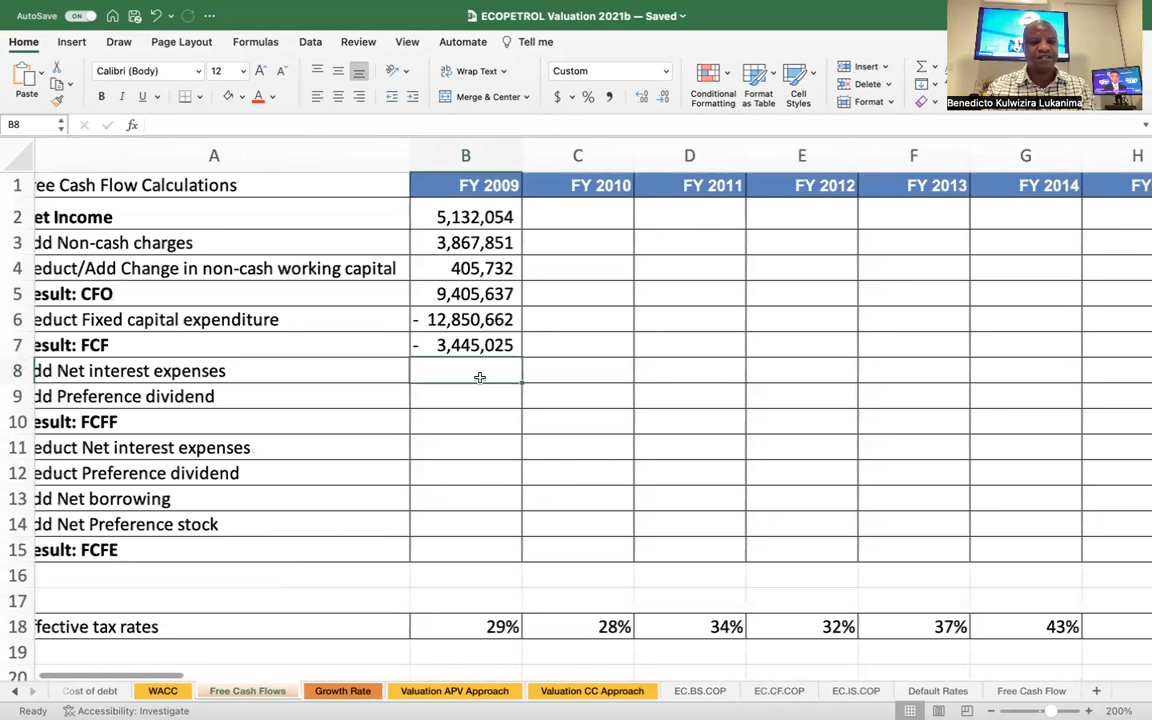 AutoSave ON ECOPETROL Valuation 2021b — Saved
Home Insert Draw Page Layout Formulas Data Review View Automate Tell me
Paste Calibri (Body) 12 A A Wrap Text Custom Conditional Formatting Format as Table Cell Styles Insert
B I U A Merge & Center $ % Delete
Format
Benedicto Kulwizira Lukanima
B8 fx
A B C D E F G H
1 ree Cash Flow Calculations FY 2009 FY 2010 FY 2011 FY 2012 FY 2013 FY 2014 FY
2 et Income 5,132,054
3 dd Non-cash charges 3,867,851
4 educt/Add Change in non-cash working capital 405,732
5 esult: CFO 9,405,637
6 educt Fixed capital expenditure - 12,850,662
7 esult: FCF - 3,445,025
8 dd Net interest expenses
9 dd Preference dividend
10 esult: FCFF
11 educt Net interest expenses
12 educt Preference dividend
13 dd Net borrowing
14 dd Net Preference stock
15 esult: FCFE
16
17
18 ffective tax rates 29% 28% 34% 32% 37% 43%
19
20
Cost of debt WACC Free Cash Flows Growth Rate Valuation APV Approach Valuation CC Approach EC.BS.COP EC.CF.COP EC.IS.COP Default Rates Free Cash Flow
Ready Accessibility: Investigate 200%